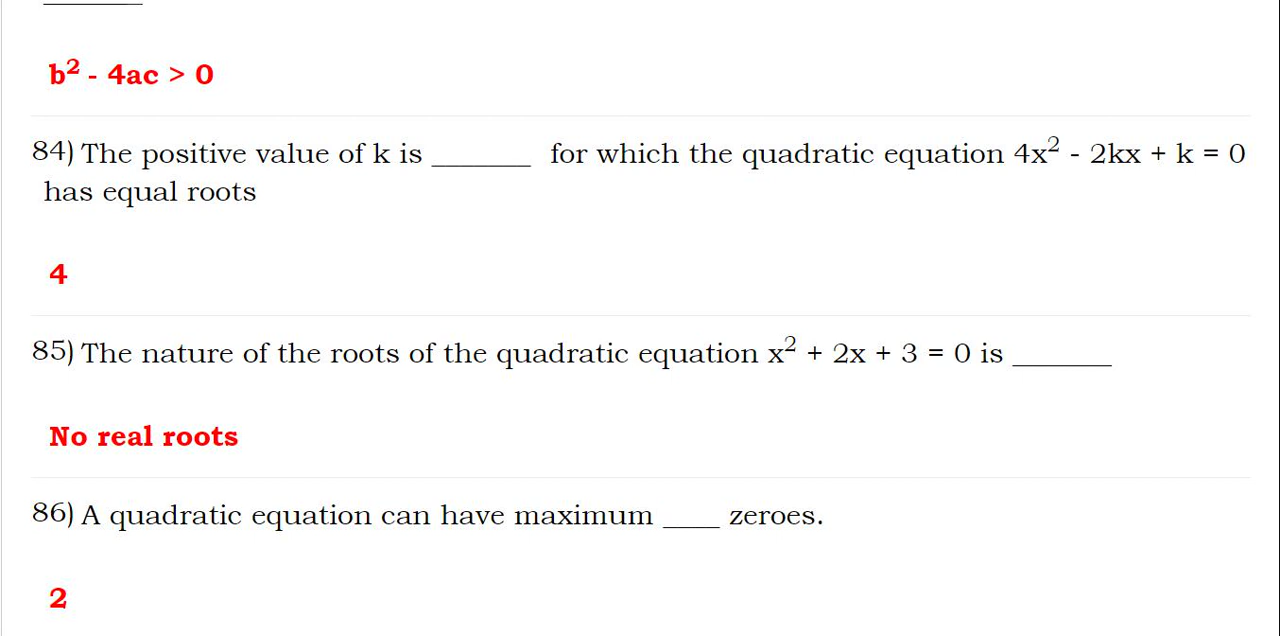 b² - 4ac > 0
84) The positive value of k is _______ for which the quadratic equation 4x² - 2kx + k = 0
has equal roots
4
85) The nature of the roots of the quadratic equation x² + 2x + 3 = 0 is _______
No real roots
86) A quadratic equation can have maximum ____ zeroes.
2